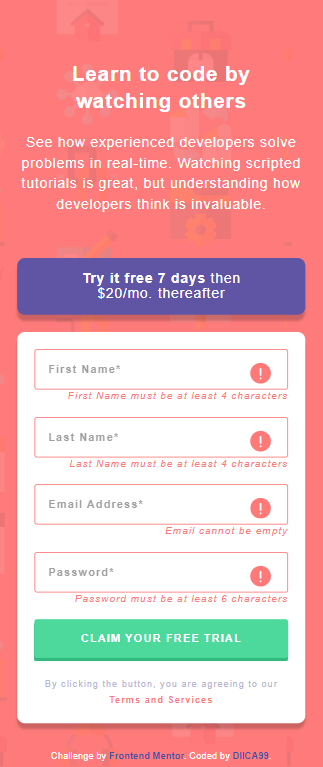 Learn to code by
watching others
See how experienced developers solve
problems in real-time. Watching scripted
tutorials is great, but understanding how
developers think is invaluable.
Try it free 7 days then
$20/mo. thereafter
First Name*
First Name must be at least 4 characters
Last Name*
Last Name must be at least 4 characters
Email Address*
Email cannot be empty
Password*
Password must be at least 6 characters
CLAIM YOUR FREE TRIAL
By clicking the button, you are agreeing to our
Terms and Services
Challenge by Frontend Mentor. Coded by DIICA99.